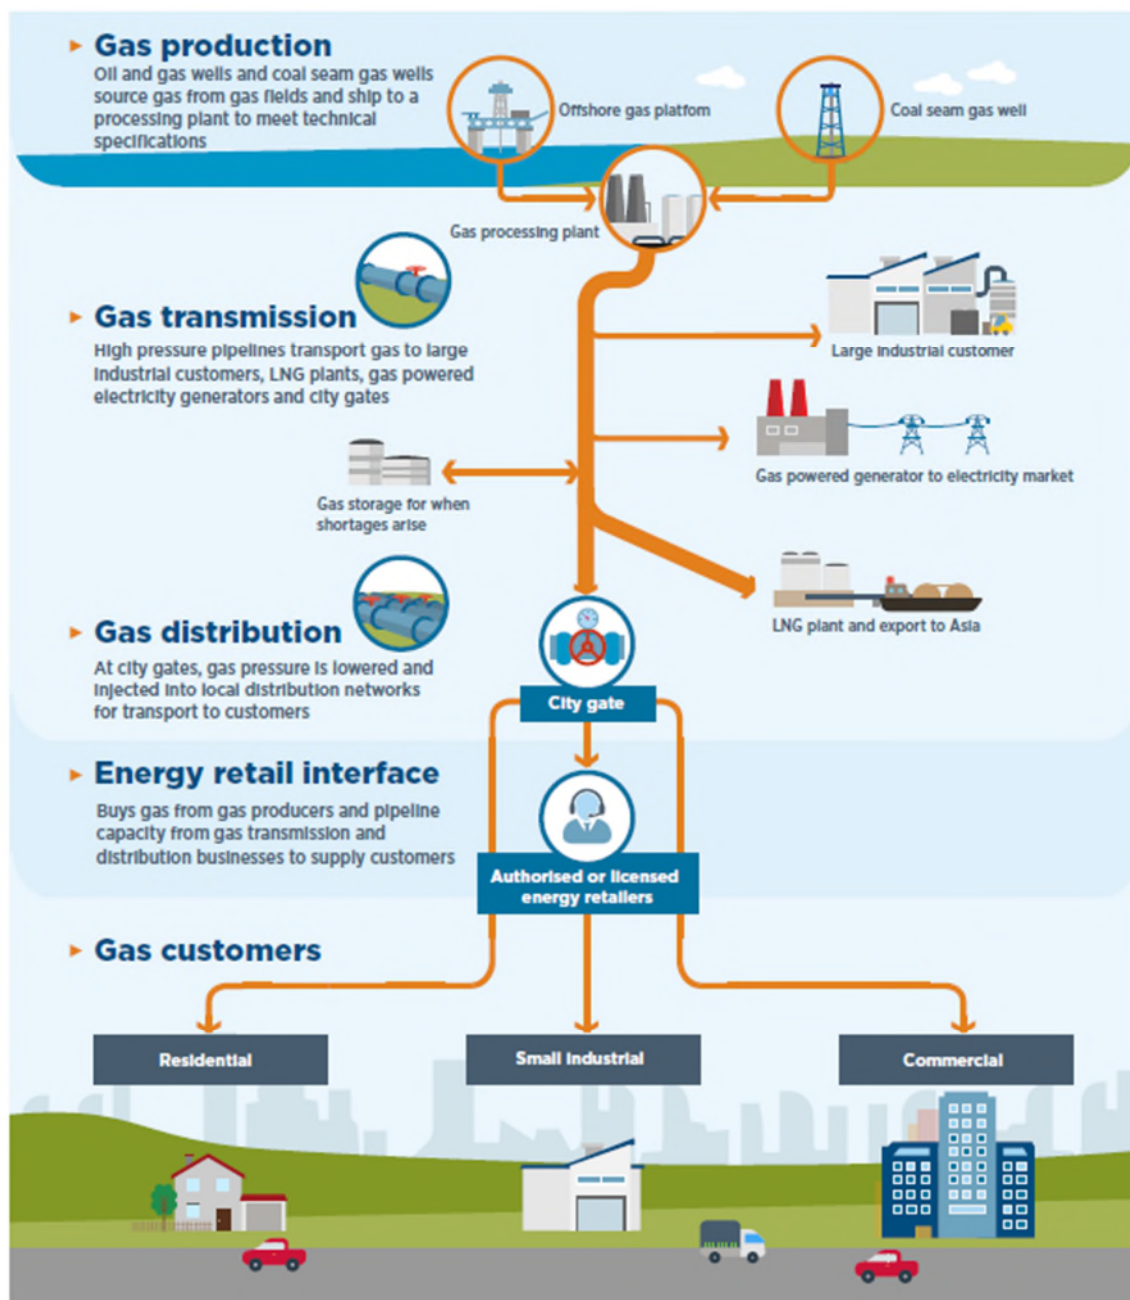 Gas production
Oil and gas wells and coal seam gas wells
source gas from gas fields and ship to a
processing plant to meet technical
specifications
Offshore gas platfom
Coal seam gas well
Gas processing plant
Gas transmission
High pressure pipelines transport gas to large
industrial customers, LNG plants, gas powered
electricity generators and city gates
Large industrial customer
Gas powered generator to electricity market
Gas storage for when
shortages arise
LNG plant and export to Asia
Gas distribution
At city gates, gas pressure is lowered and
injected into local distribution networks
for transport to customers
City gate
Energy retail interface
Buys gas from gas producers and pipeline
capacity from gas transmission and
distribution businesses to supply customers
Authorised or licensed
energy retailers
Gas customers
Residential
Small industrial
Commercial